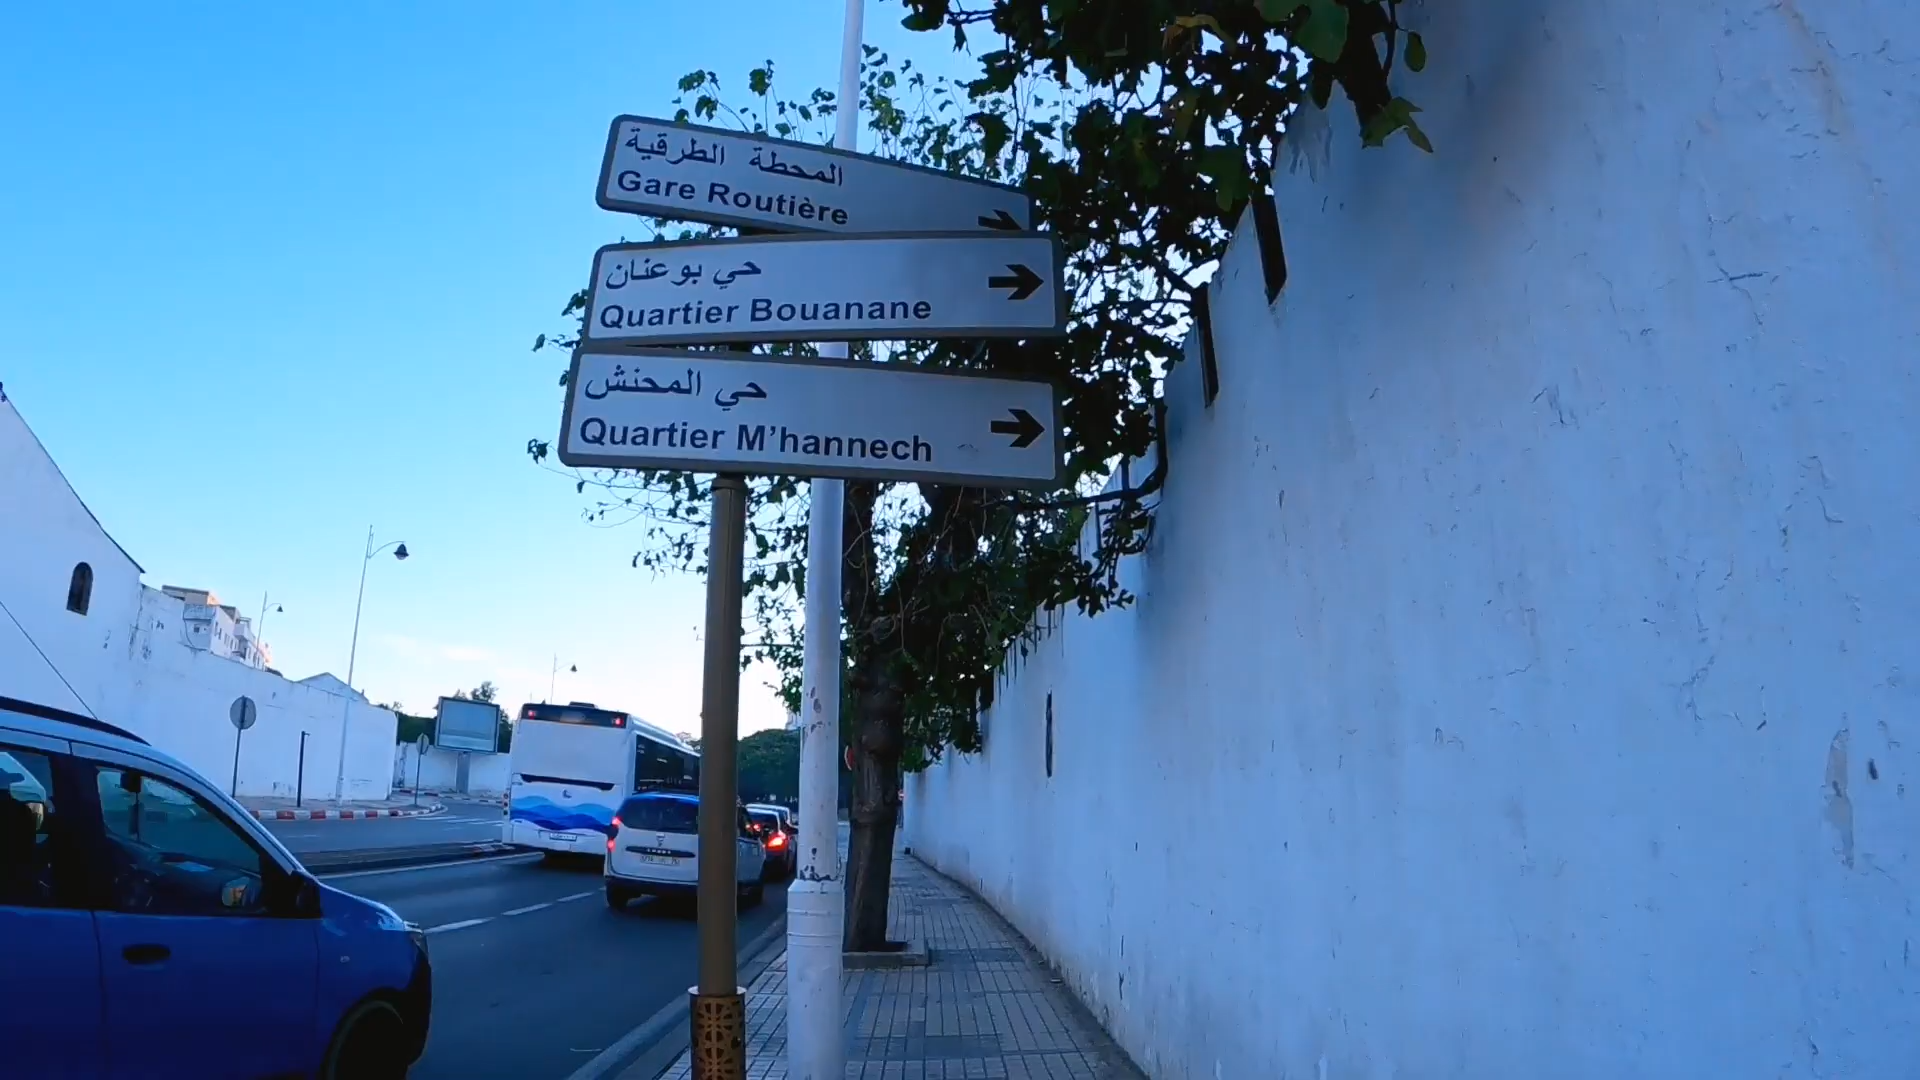 المحطة الطرقية
Gare Routière
حي بوعنان
Quartier Bouanane
حي المحنش
Quartier M'hannech